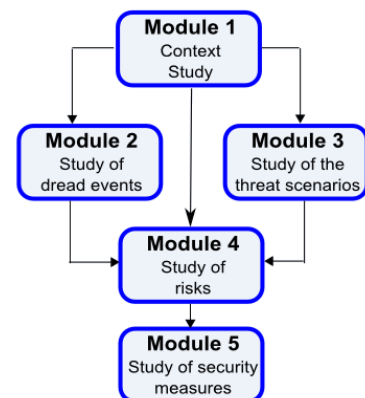 Module 1
Context
Study
Module 2
Study of
dread events
Module 3
Study of the
threat scenarios
Module 4
Study of
risks
Module 5
Study of security
measures